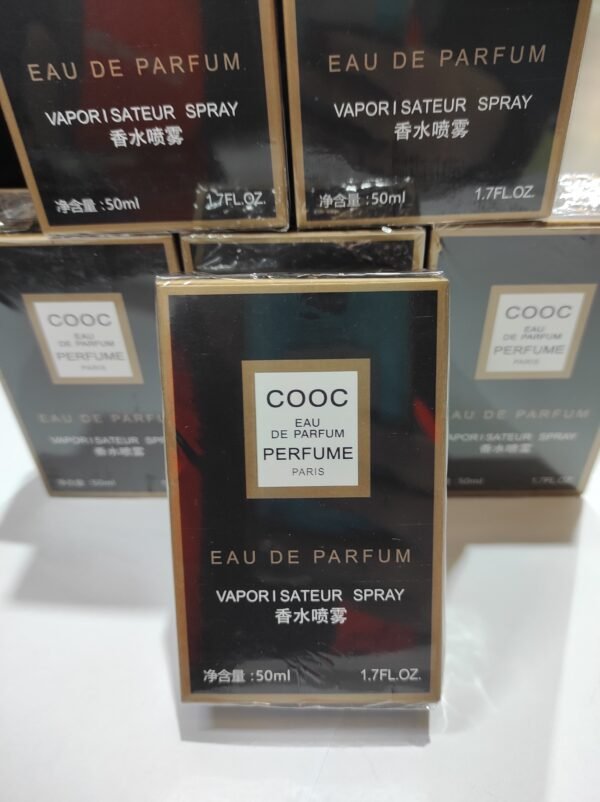 EAU DE PARFUM
VAPORISATEUR SPRAY
香水喷雾
净含量:50ml 1.7FL.OZ.
EAU DE PARFUM
VAPORISATEUR SPRAY
香水喷雾
净含量:50ml 1.7FL.OZ.
COOC
EAU
DE PARFUM
PERFUME
PARIS
EAU DE PARFU
VAPORISATEUR
香水喷雾
COOC
EAU
DE PARFUM
PERFUME
PARIS
EAU DE PARFUM
VAPORISATEUR SPRAY
香水喷雾
净含量:50ml 1.7FL.OZ.
COOC
EAU
DE PARFUM
PERFUME
PARIS
AU DE PARFUM
APORISATEUR SPRAY
香水喷雾
50ml